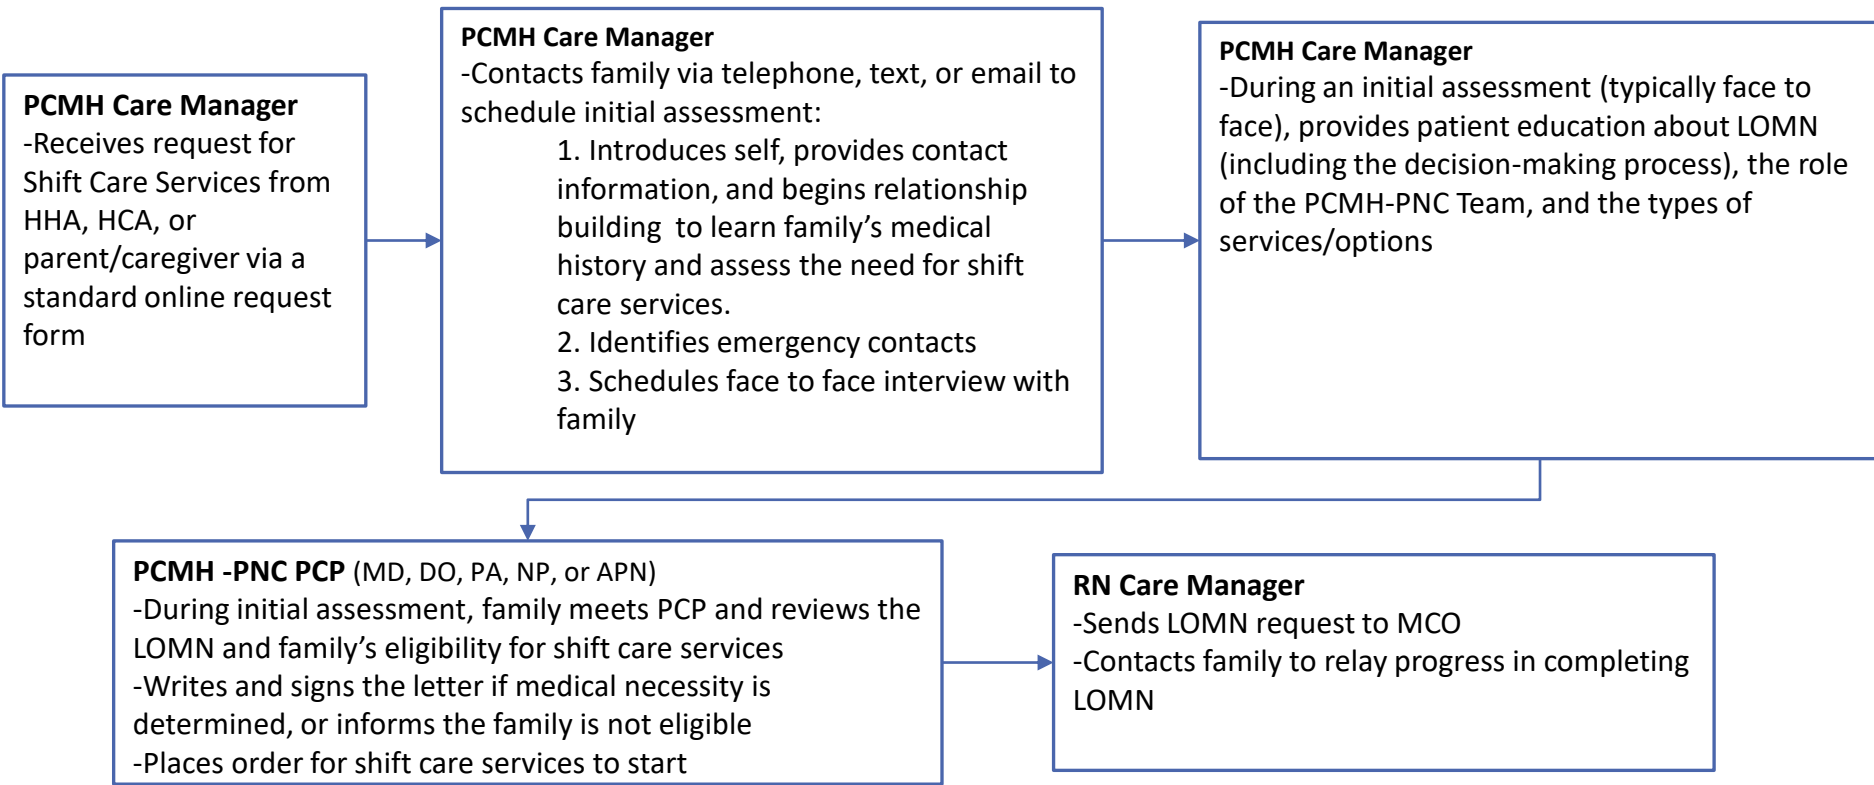 PCMH Care Manager
-Receives request for
Shift Care Services from
HHA, HCA, or
parent/caregiver via a
standard online request
form
PCMH Care Manager
-Contacts family via telephone, text, or email to
schedule initial assessment:
1. Introduces self, provides contact
information, and begins relationship
building  to learn family’s medical
history and assess the need for shift
care services.
2. Identifies emergency contacts
3. Schedules face to face interview with
family
PCMH Care Manager
-During an initial assessment (typically face to
face), provides patient education about LOMN
(including the decision-making process), the role
of the PCMH-PNC Team, and the types of
services/options
PCMH -PNC PCP (MD, DO, PA, NP, or APN)
-During initial assessment, family meets PCP and reviews the
LOMN and family’s eligibility for shift care services
-Writes and signs the letter if medical necessity is
determined, or informs the family is not eligible
-Places order for shift care services to start
RN Care Manager
-Sends LOMN request to MCO
-Contacts family to relay progress in completing
LOMN